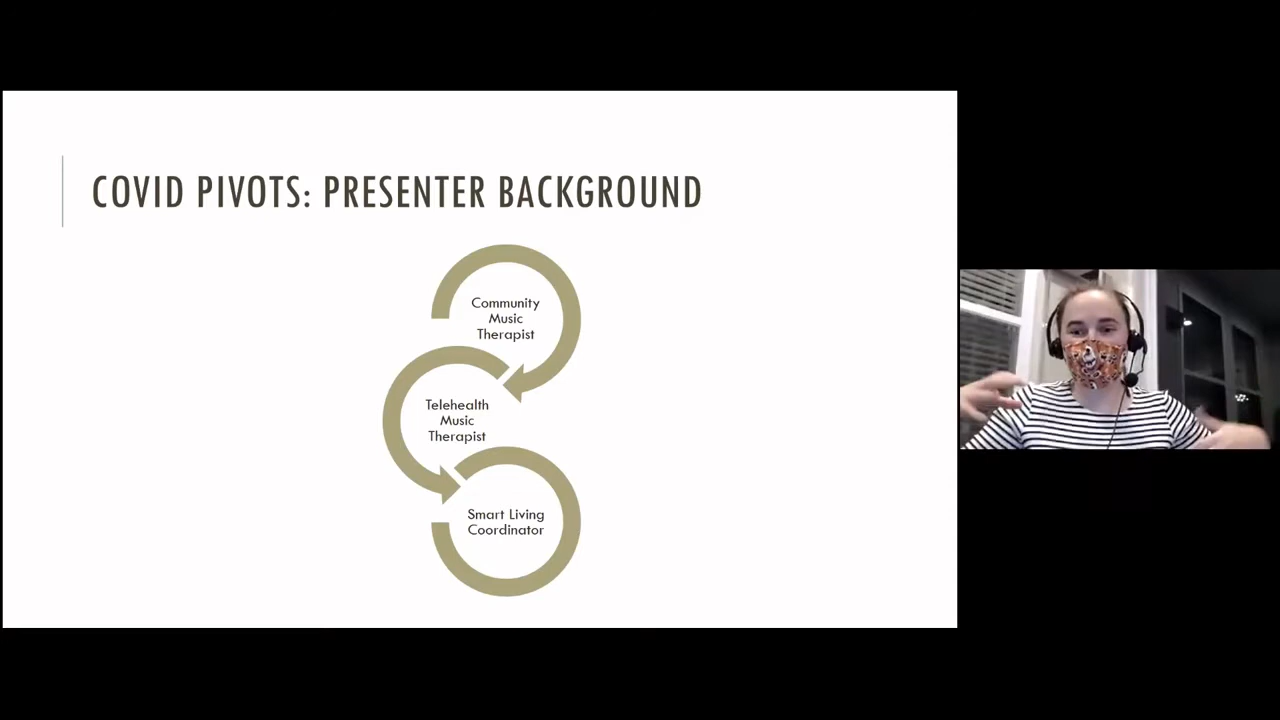 COVID PIVOTS: PRESENTER BACKGROUND
Community
Music
Therapist
Telehealth
Music
Therapist
Smart Living
Coordinator